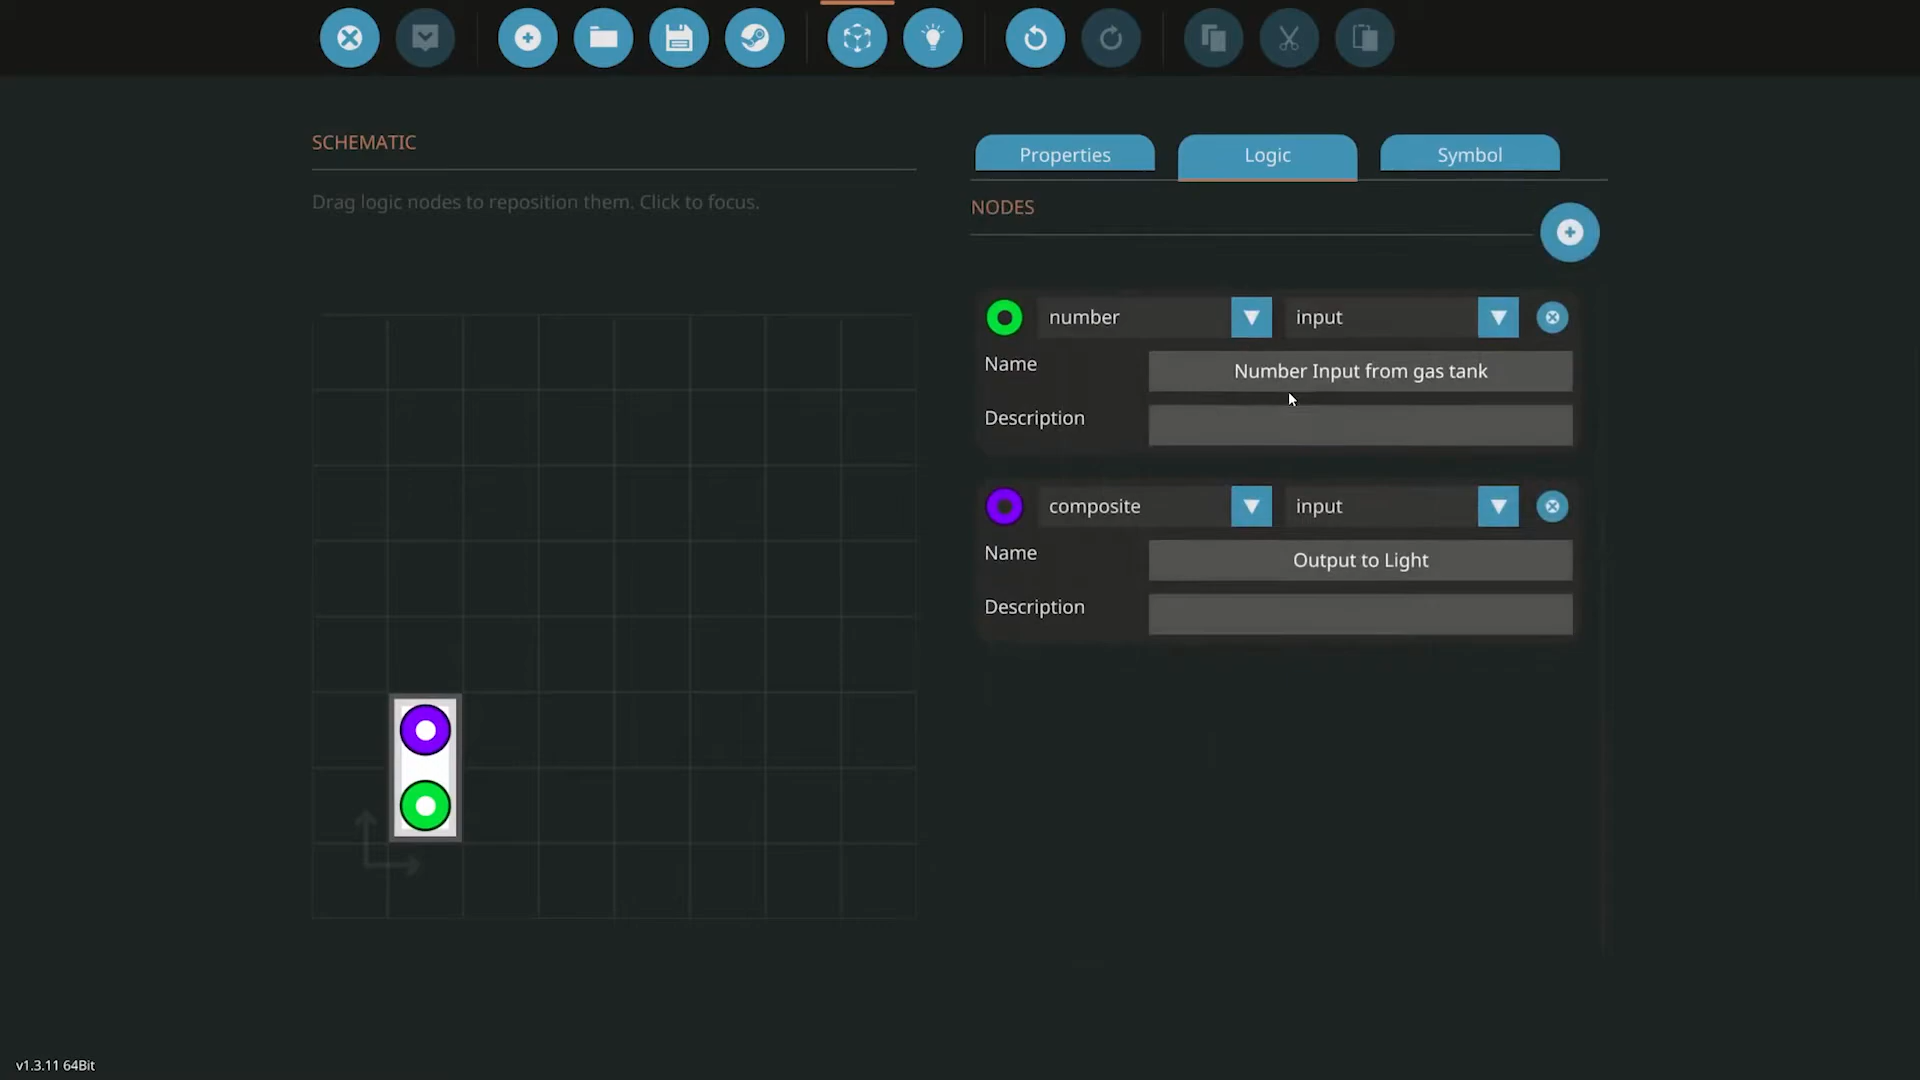 SCHEMATIC
Drag logic nodes to reposition them. Click to focus.
Properties
Logic
Symbol
NODES
number
input
Name
Number Input from gas tank
Description
composite
input
Name
Output to Light
Description
v1.3.11 64Bit